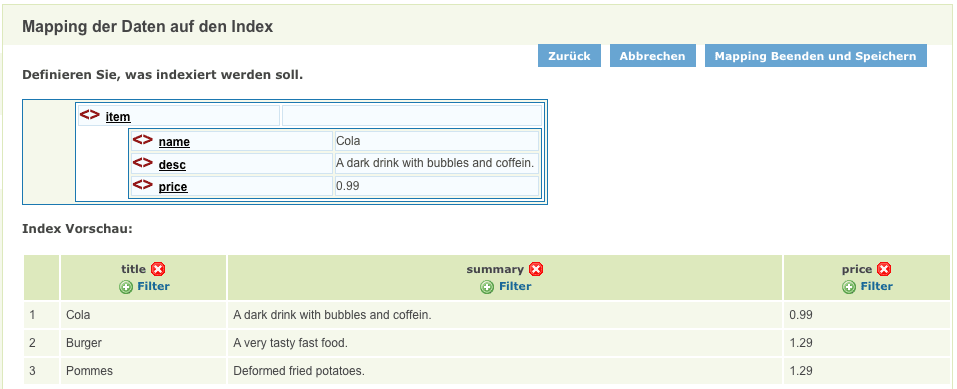 Mapping der Daten auf den Index
Zurück Abbrechen Mapping Beenden und Speichern
Definieren Sie, was indexiert werden soll.
<> item
<> name Cola
<> desc A dark drink with bubbles and coffein.
<> price 0.99
Index Vorschau:
title summary price
Filter Filter Filter
1 Cola A dark drink with bubbles and coffein. 0.99
2 Burger A very tasty fast food. 1.29
3 Pommes Deformed fried potatoes. 1.29